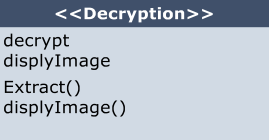 <<Decryption>>
decrypt
displyImage
Extract()
displyImage()